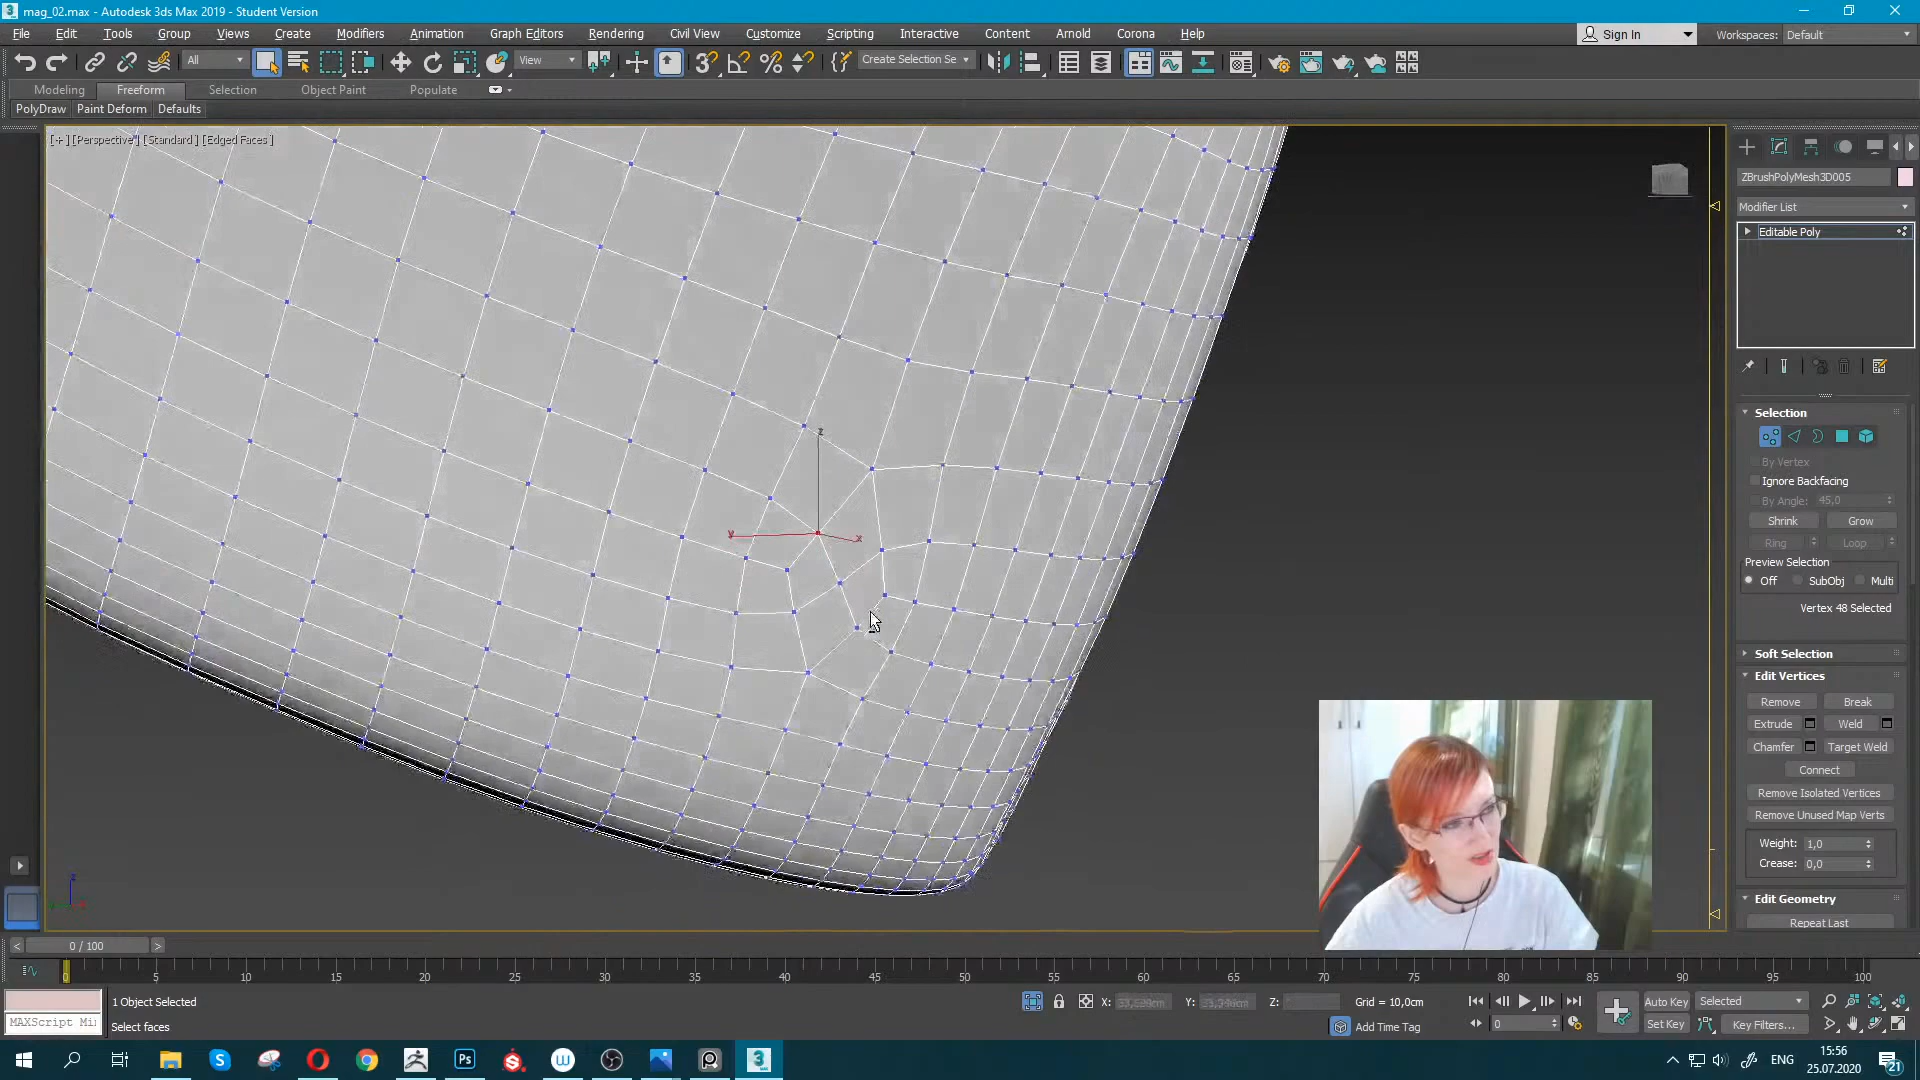 mag_02.max - Autodesk 3ds Max 2019 - Student Version
File Edit Tools Group Views Create Modifiers Animation Graph Editors Rendering Civil View Customize Scripting Interactive Content Arnold Corona Help
Sign In
Workspaces: Default
All
View
Create Selection Se
Modeling Freeform Selection Object Paint Populate
PolyDraw Paint Deform Defaults
[+] [Perspective] [Standard] [Edged Faces]
ZBrushPolyMesh3D005
Modifier List
Editable Poly
Selection
By Vertex
Ignore Backfacing
By Angle: 45,0
Shrink Grow
Ring Loop
Preview Selection
Off SubObj Multi
Vertex 48 Selected
Soft Selection
Edit Vertices
Remove Break
Extrude Weld
Chamfer Target Weld
Connect
Remove Isolated Vertices
Remove Unused Map Verts
Weight: 1,0
Crease: 0,0
Edit Geometry
Repeat Last
z
y
x
z
0 / 100
0 5 10 15 20 25 30 35 40 45 50 55 60 65 70 75 80 85 90 95 100
1 Object Selected
MAXScript Mi
Select faces
X: Y: Z: Grid = 10,0cm
Add Time Tag
0
Auto Key Selected
Set Key Key Filters...
ENG
15:56
25.07.2020
21